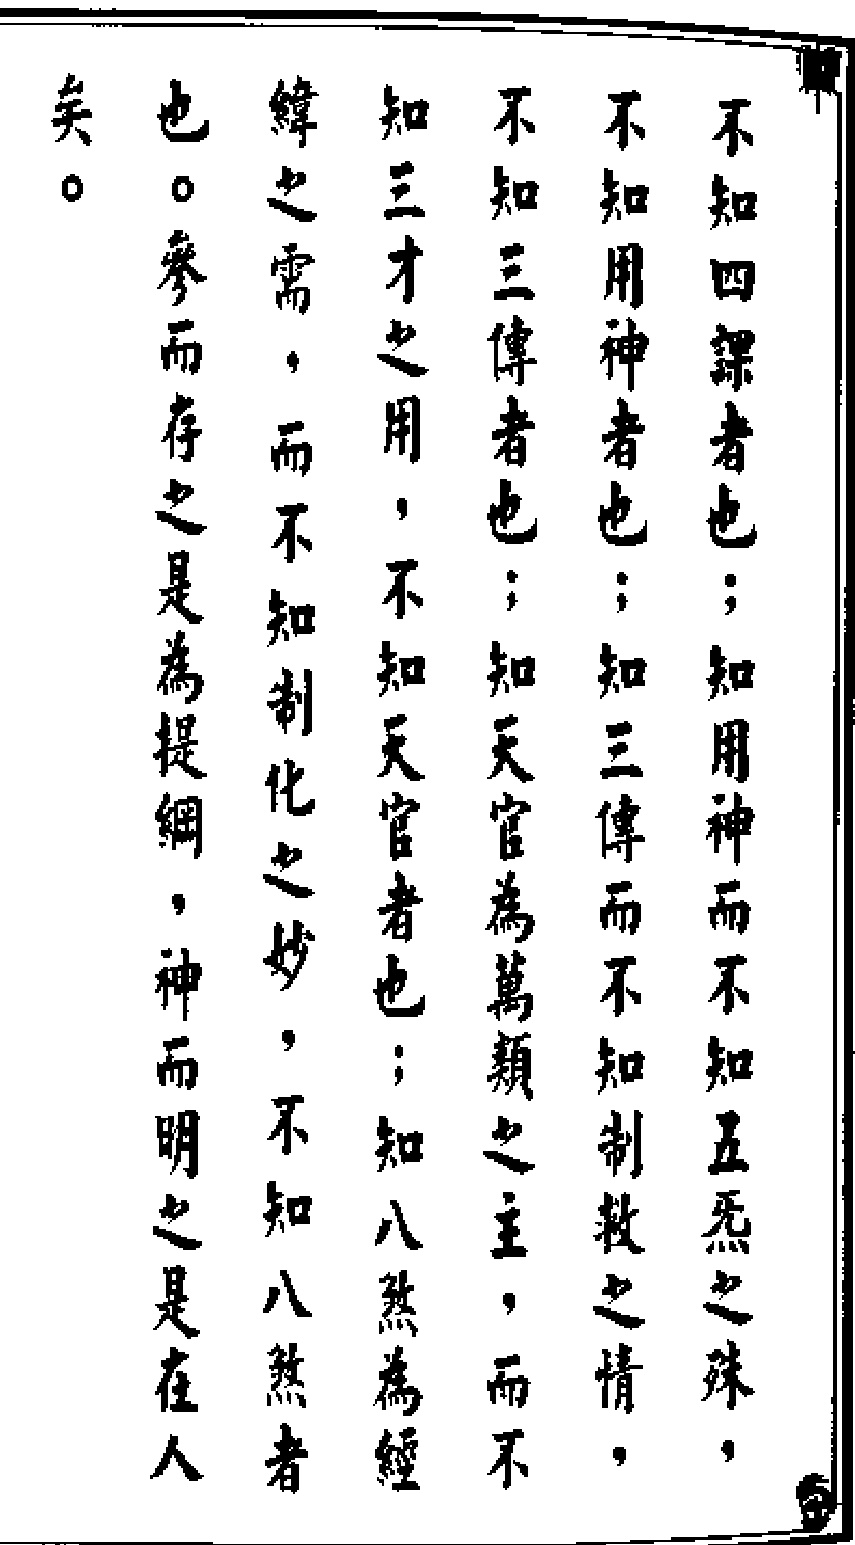 不知四課者也；知用神而不知五炁之殊，
不知用神者也；知三傳而不知制救之情，
不知三傳者也；知天官為萬類之主，而不
知三才之用，不知天官者也；知八煞為經
緯之需，而不知制化之妙，不知八煞者
也。參而存之是為提綱，神而明之是在人
矣。